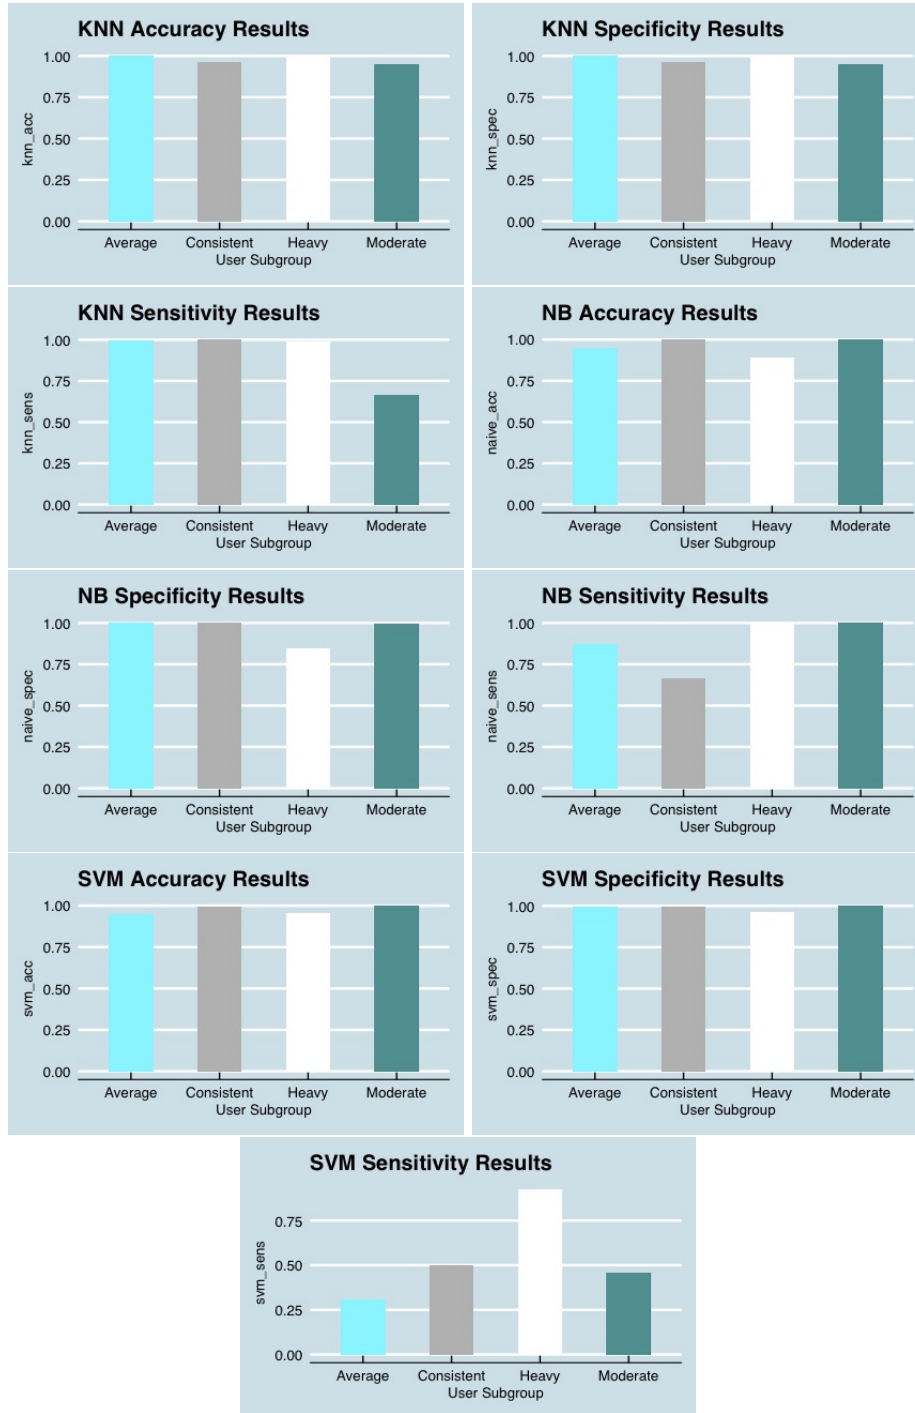 KNN Accuracy Results
1.00
0.75
0.50
0.25
0.00
knn_acc
Average Consistent Heavy Moderate
User Subgroup
KNN Specificity Results
1.00
0.75
0.50
0.25
0.00
knn_spec
Average Consistent Heavy Moderate
User Subgroup
KNN Sensitivity Results
1.00
0.75
0.50
0.25
0.00
knn_sens
Average Consistent Heavy Moderate
User Subgroup
NB Accuracy Results
1.00
0.75
0.50
0.25
0.00
naive_acc
Average Consistent Heavy Moderate
User Subgroup
NB Specificity Results
1.00
0.75
0.50
0.25
0.00
naive_spec
Average Consistent Heavy Moderate
User Subgroup
NB Sensitivity Results
1.00
0.75
0.50
0.25
0.00
naive_sens
Average Consistent Heavy Moderate
User Subgroup
SVM Accuracy Results
1.00
0.75
0.50
0.25
0.00
svm_acc
Average Consistent Heavy Moderate
User Subgroup
SVM Specificity Results
1.00
0.75
0.50
0.25
0.00
svm_spec
Average Consistent Heavy Moderate
User Subgroup
SVM Sensitivity Results
0.75
0.50
0.25
0.00
svm_sens
Average Consistent Heavy Moderate
User Subgroup